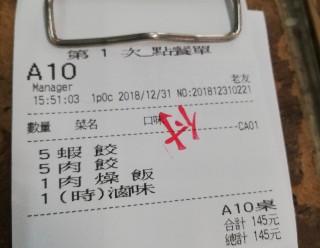 第 1 次點餐單
A10
老友
Manager
15:51:03 1p0c 2018/12/31 NO:201812310221
數量 菜名 口味
CA01
5 蝦 餃
5 肉 餃
1 肉 燥 飯
1 (時) 滷味
A10桌
合計 145元
總計 145元